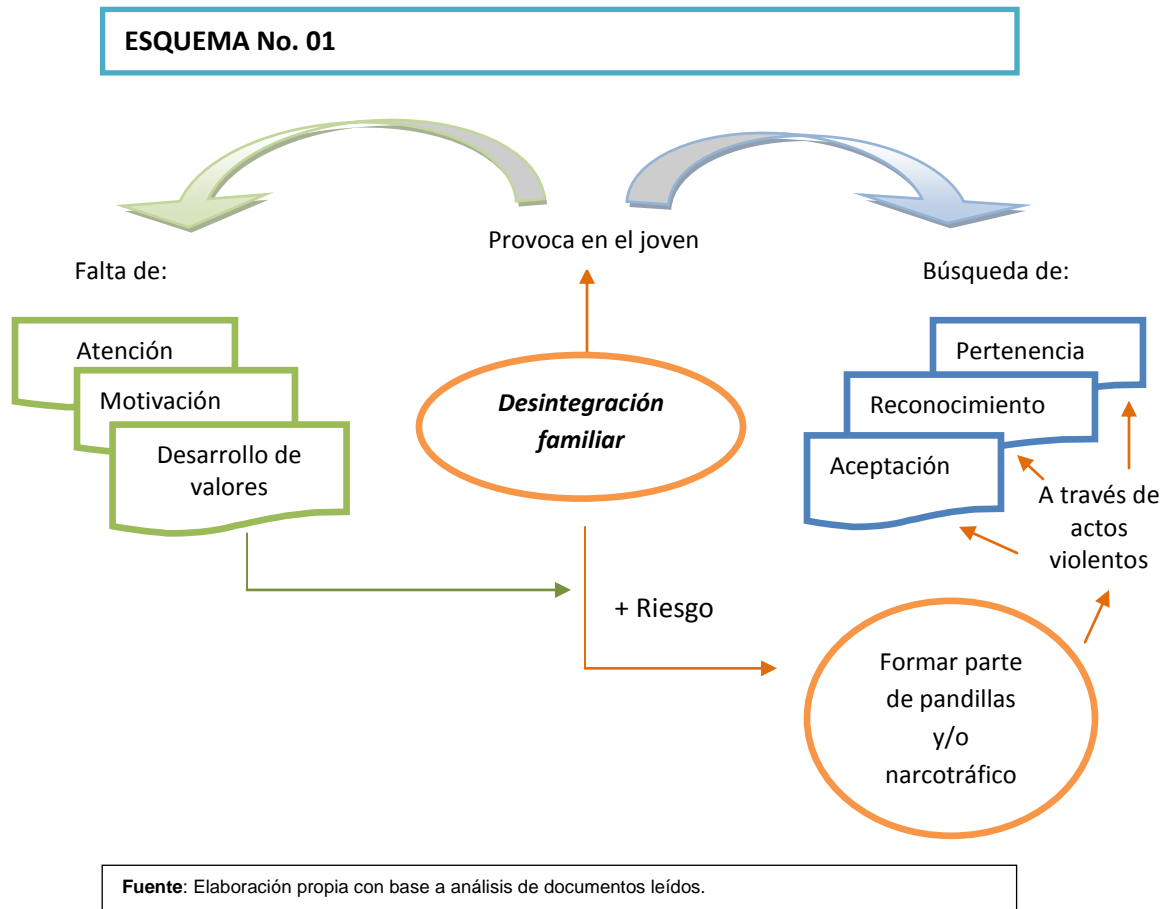 ESQUEMA No. 01
Provoca en el joven
Falta de:
Búsqueda de:
Atención
Motivación
Desarrollo de
valores
Desintegración
familiar
Pertenencia
Reconocimiento
Aceptación
A través de
actos
violentos
+ Riesgo
Formar parte
de pandillas
y/o
narcotráfico
Fuente: Elaboración propia con base a análisis de documentos leídos.